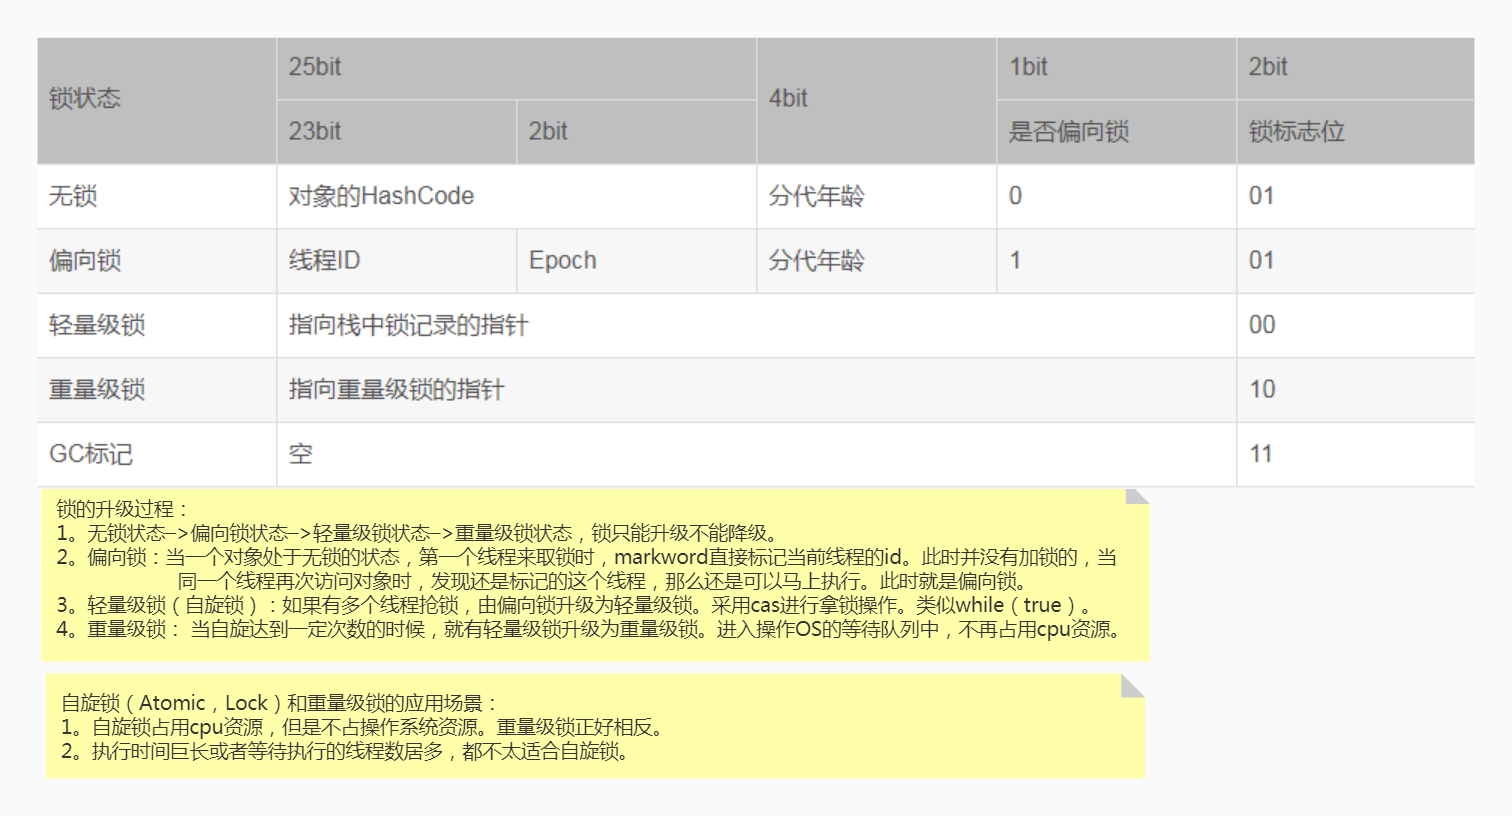 锁状态 25bit 4bit 1bit 2bit
23bit 2bit 是否偏向锁 锁标志位
无锁 对象的HashCode 分代年龄 0 01
偏向锁 线程ID Epoch 分代年龄 1 01
轻量级锁 指向栈中锁记录的指针 00
重量级锁 指向重量级锁的指针 10
GC标记 空 11
锁的升级过程：
1。无锁状态–>偏向锁状态–>轻量级锁状态–>重量级锁状态，锁只能升级不能降级。
2。偏向锁：当一个对象处于无锁的状态，第一个线程来取锁时，markword直接标记当前线程的id。此时并没有加锁的，当
同一个线程再次访问对象时，发现还是标记的这个线程，那么还是可以马上执行。此时就是偏向锁。
3。轻量级锁（自旋锁）：如果有多个线程抢锁，由偏向锁升级为轻量级锁。采用cas进行拿锁操作。类似while（true）。
4。重量级锁： 当自旋达到一定次数的时候，就有轻量级锁升级为重量级锁。进入操作OS的等待队列中，不再占用cpu资源。
自旋锁（Atomic，Lock）和重量级锁的应用场景：
1。自旋锁占用cpu资源，但是不占操作系统资源。重量级锁正好相反。
2。执行时间巨长或者等待执行的线程数居多，都不太适合自旋锁。